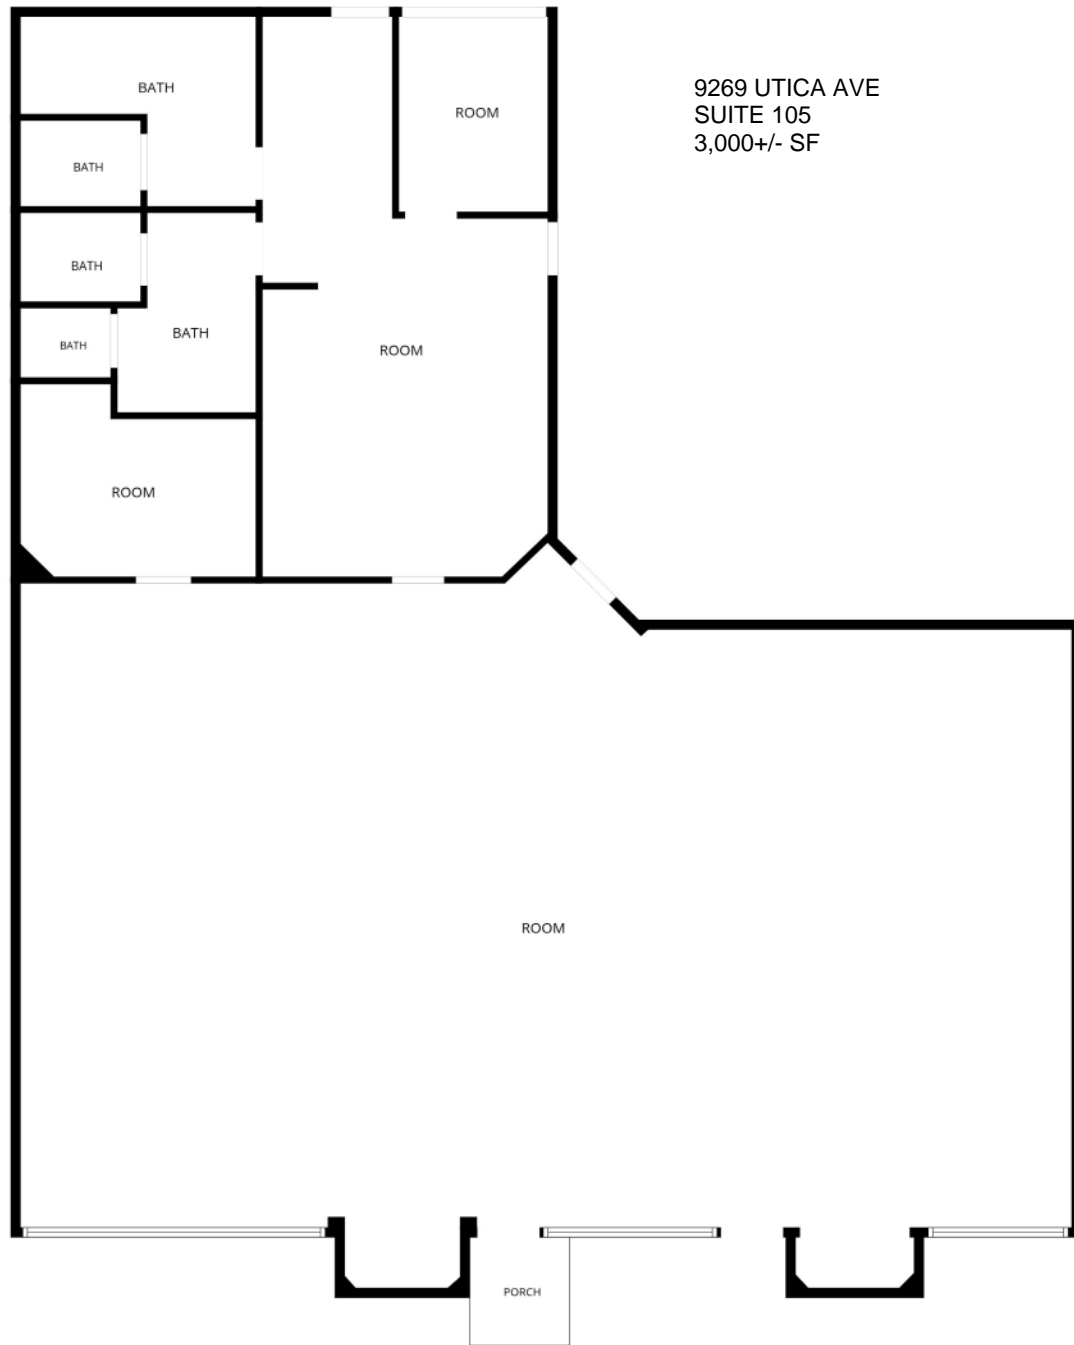 9269 UTICA AVE
SUITE 105
3,000+/- SF
BATH
ROOM
BATH
BATH
BATH
BATH
ROOM
ROOM
ROOM
PORCH